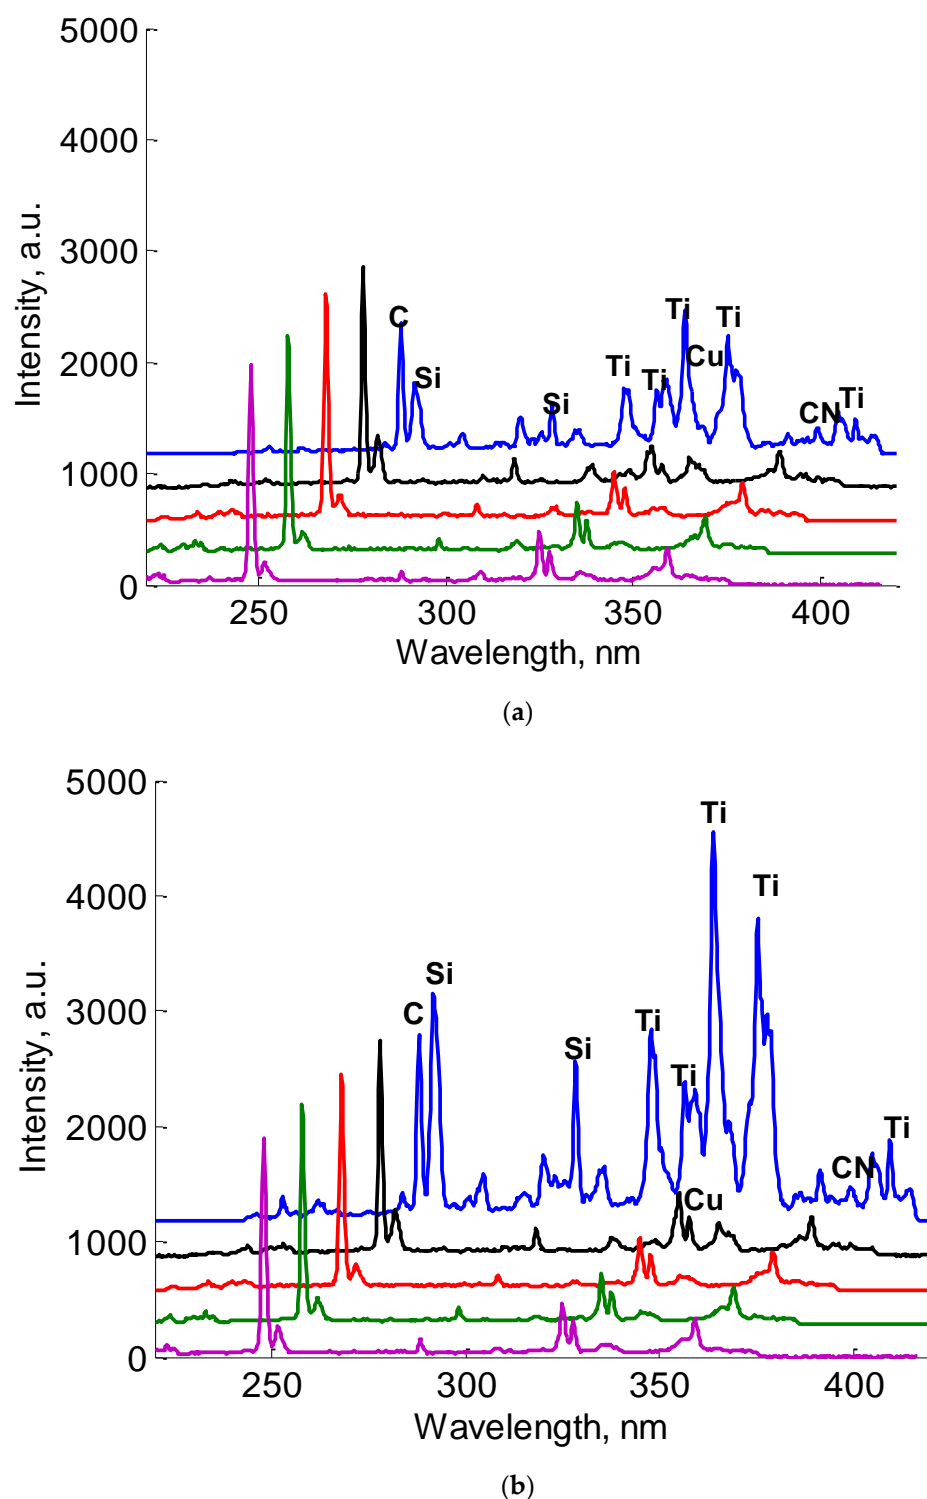 5000
4000
3000
2000
1000
0
Intensity, a.u.
C
Si
Si
Ti
Ti
Ti
Cu
Ti
CN
Ti
250
300
350
400
Wavelength, nm
(a)
5000
4000
3000
2000
1000
0
Intensity, a.u.
C
Si
Si
Ti
Ti
Ti
Cu
Ti
CN
Ti
250
300
350
400
Wavelength, nm
(b)